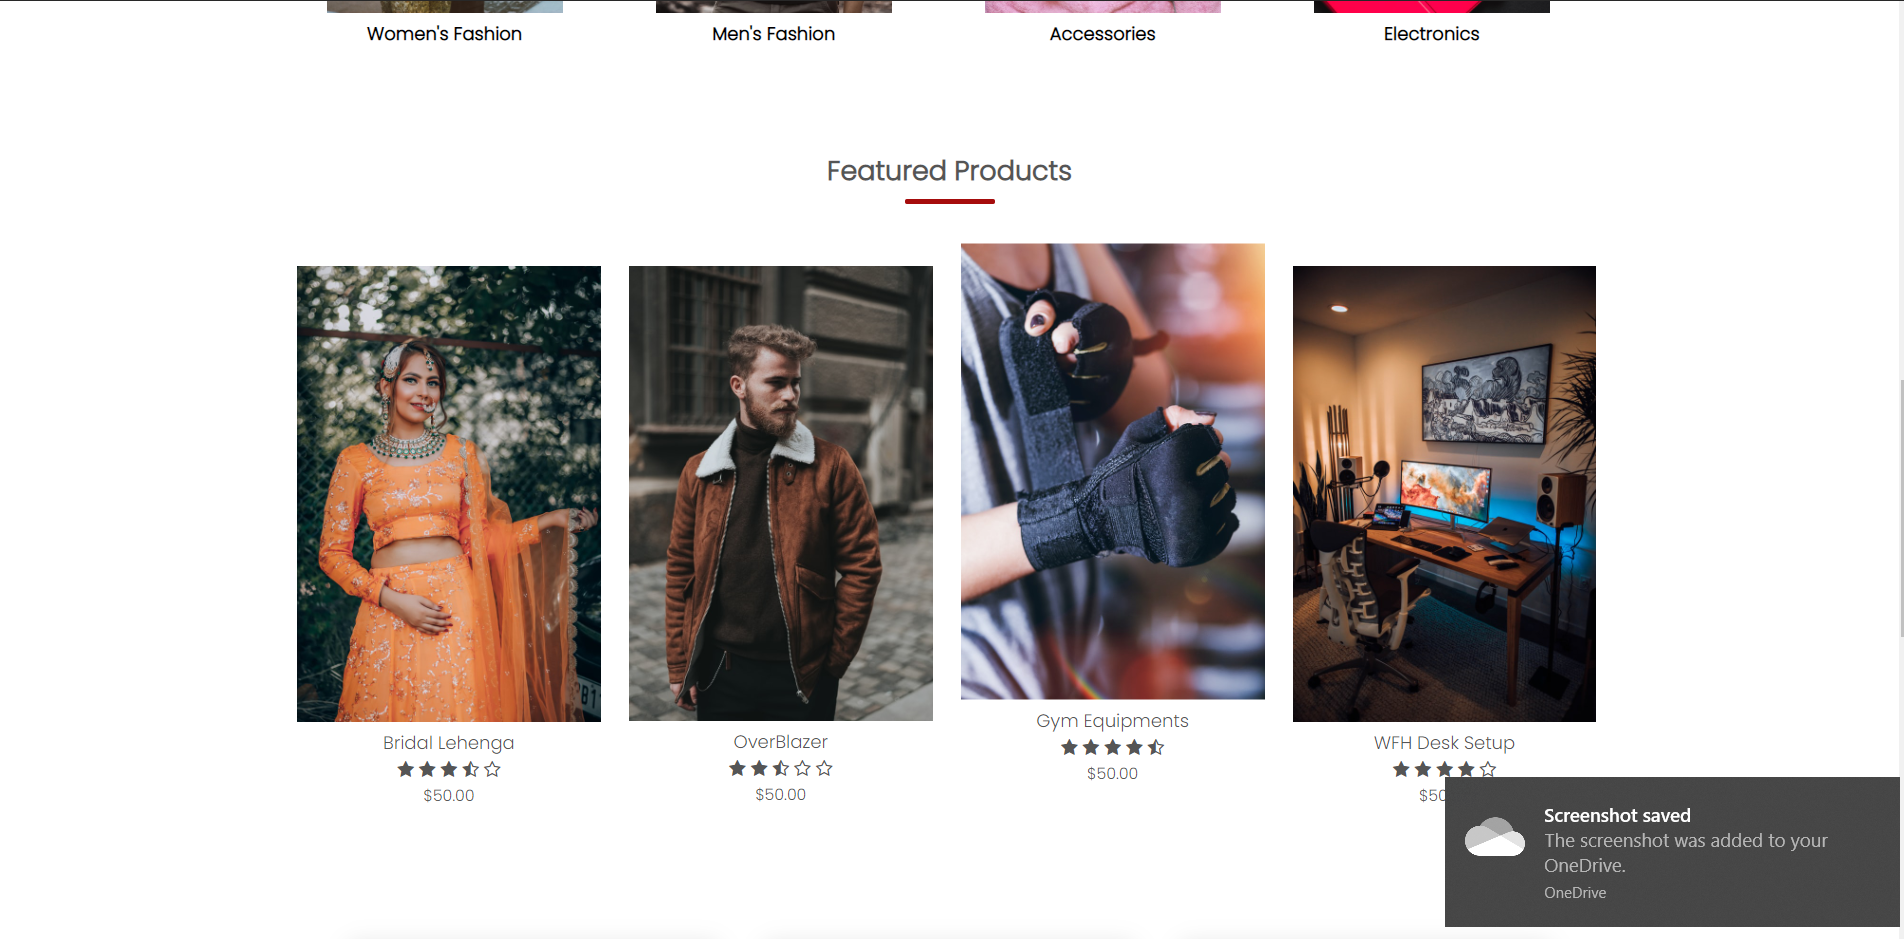 Women's Fashion
Men's Fashion
Accessories
Electronics
Featured Products
Bridal Lehenga
$50.00
OverBlazer
$50.00
Gym Equipments
$50.00
WFH Desk Setup
$50
Screenshot saved
The screenshot was added to your
OneDrive.
OneDrive